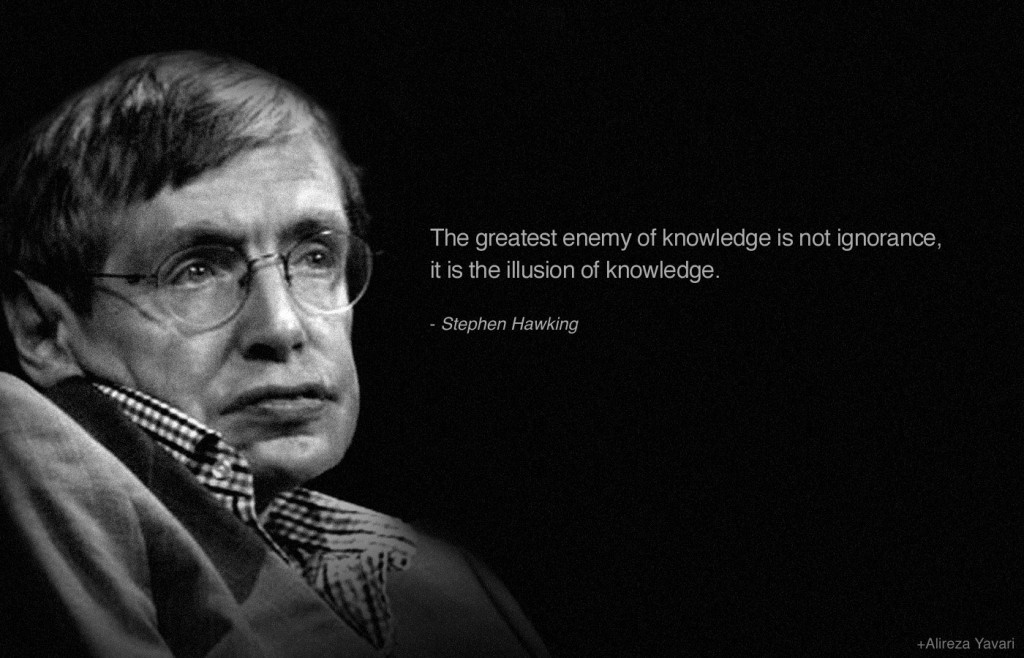 The greatest enemy of knowledge is not ignorance,
it is the illusion of knowledge.
- Stephen Hawking
+Alireza Yavari